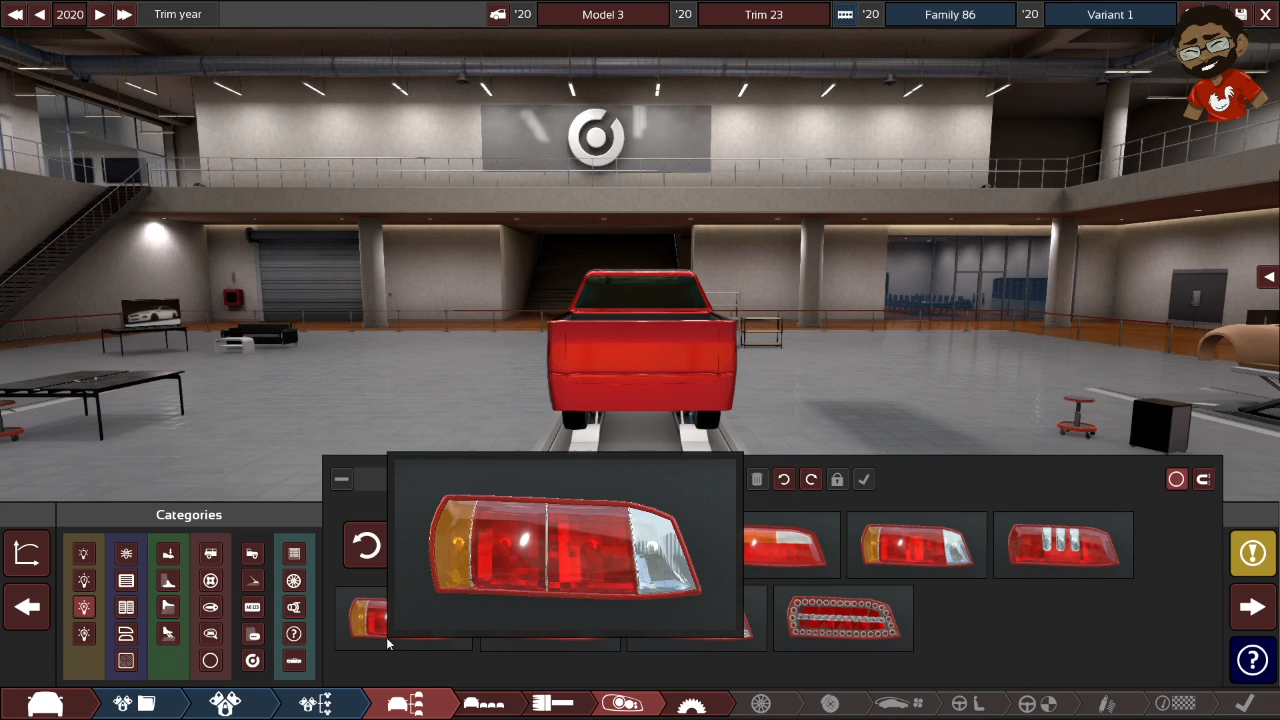 2020
Trim year
'20
Model 3
'20
Trim 23
'20
Family 86
'20
Variant 1
Categories